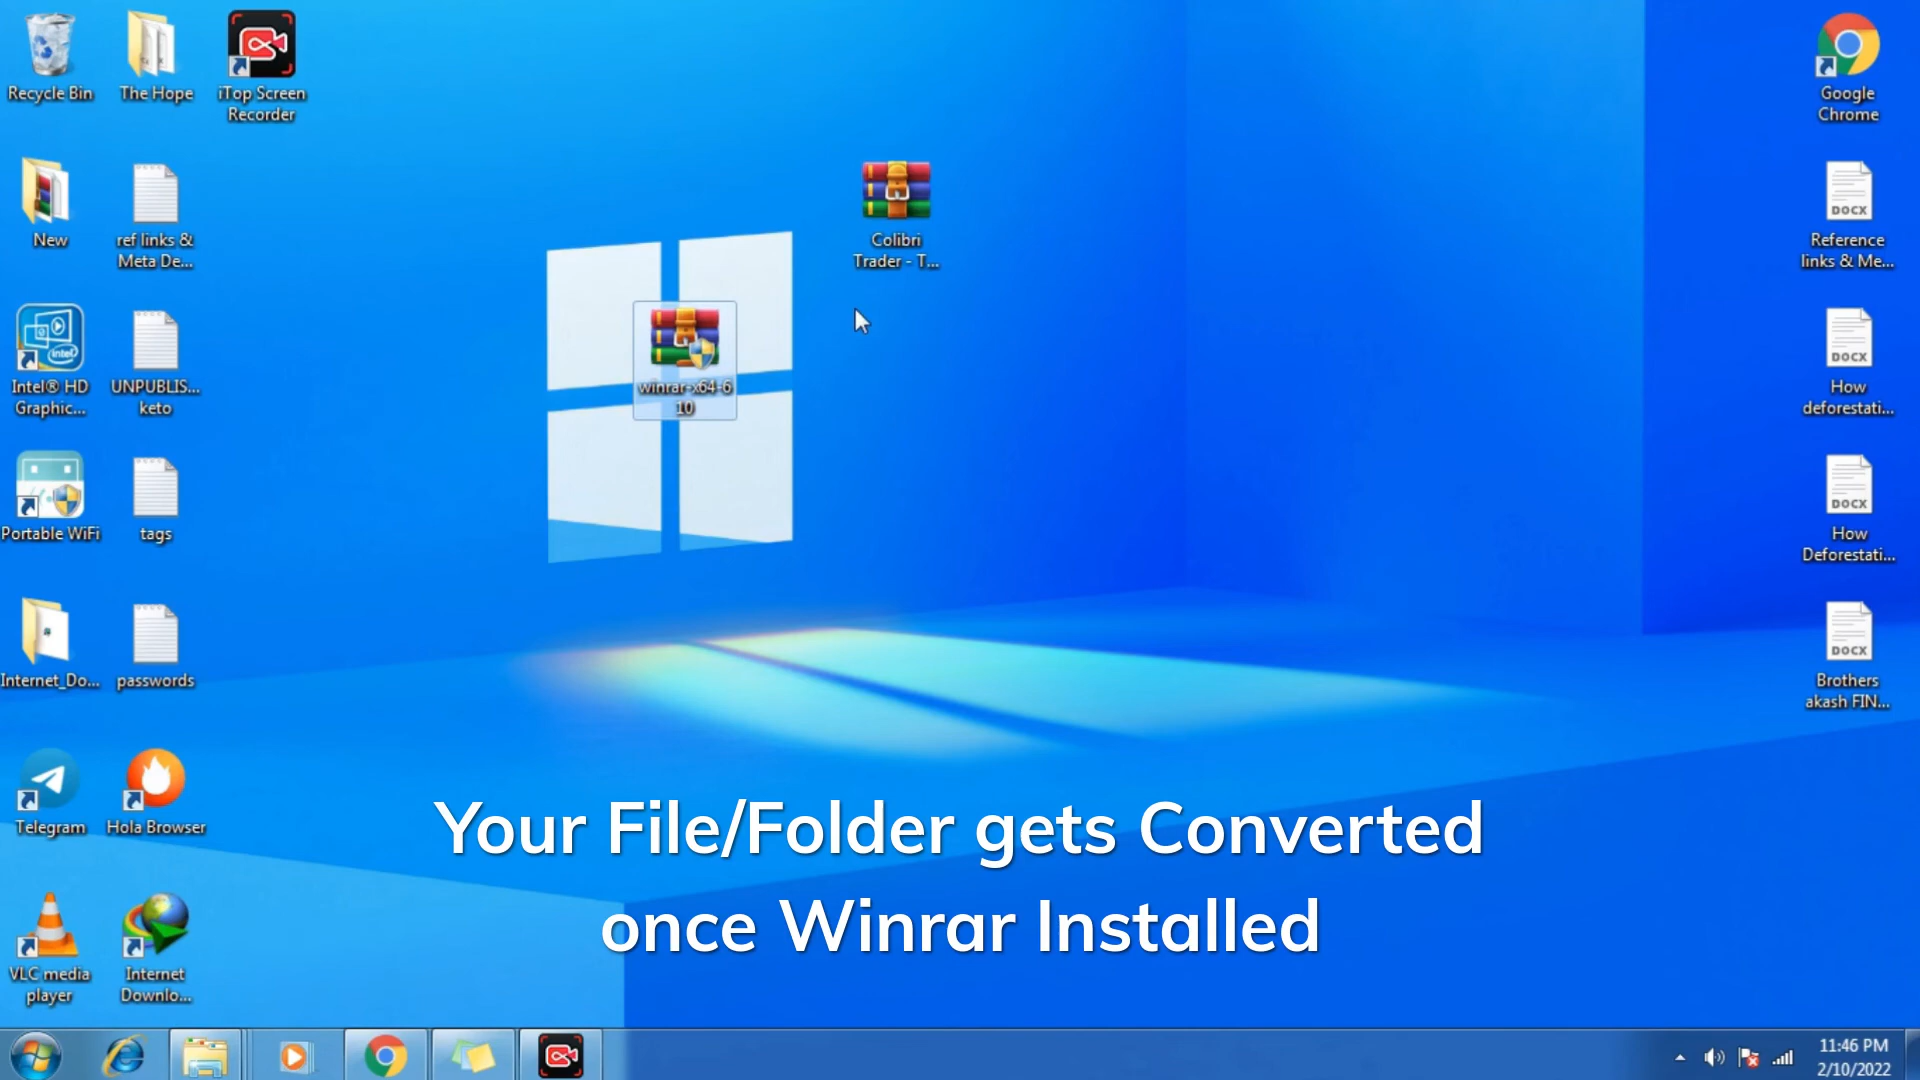 Recycle Bin
The Hope
iTop Screen
Recorder
Google
Chrome
New
ref links &
Meta De...
Colibri
Trader - T...
Reference
links & Me...
intel
Intel® HD
Graphic...
UNPUBLIS...
keto
winrar-x64-6
10
DOCX
How
deforestati...
Portable WiFi
tags
DOCX
How
Deforestati...
Internet_Do...
passwords
DOCX
Brothers
akash FIN...
DOCX
Telegram
Hola Browser
Your File/Folder gets Converted
once Winrar Installed
VLC media
player
Internet
Downlo...
11:46 PM
2/10/2022